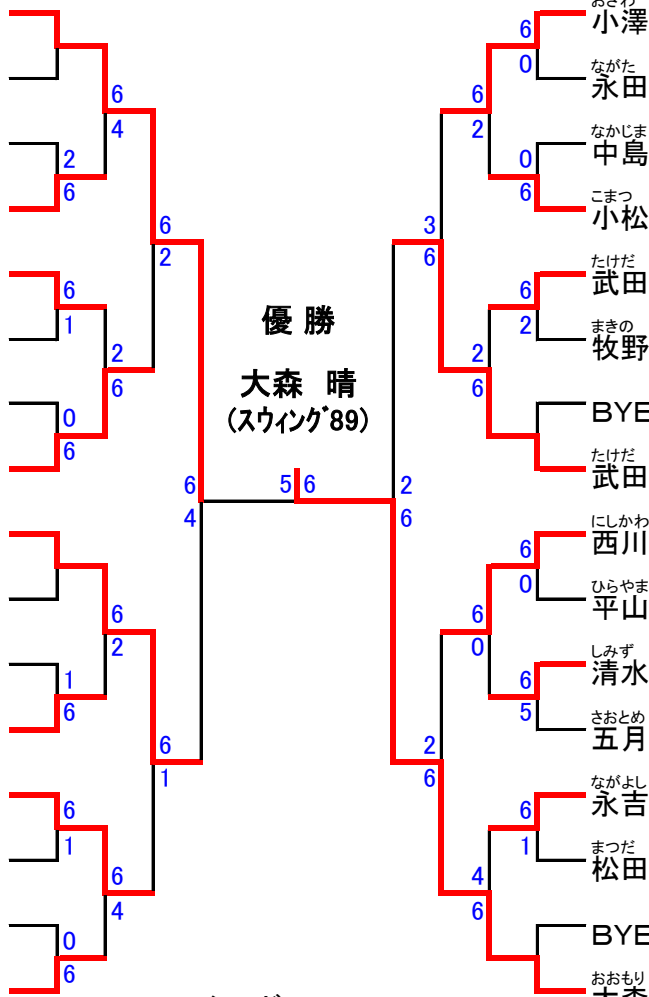 おざわ
小澤
6
0
ながた
永田
6
4
6
2
なかじま
中島
2
6
0
6
こまつ
小松
6
2
3
6
たけだ
武田
6
1
6
2
まきの
牧野
2
6
2
6
優 勝
大森 晴
(スウィング'89)
0
6
BYE
たけだ
武田
6
4
5 6
2
6
にしかわ
西川
6
0
ひらやま
平山
6
2
6
0
しみず
清水
1
6
6
5
さおとめ
五月
6
1
2
6
ながよし
永吉
6
1
6
1
まつだ
松田
6
4
4
6
0
6
BYE
おおもり
大森